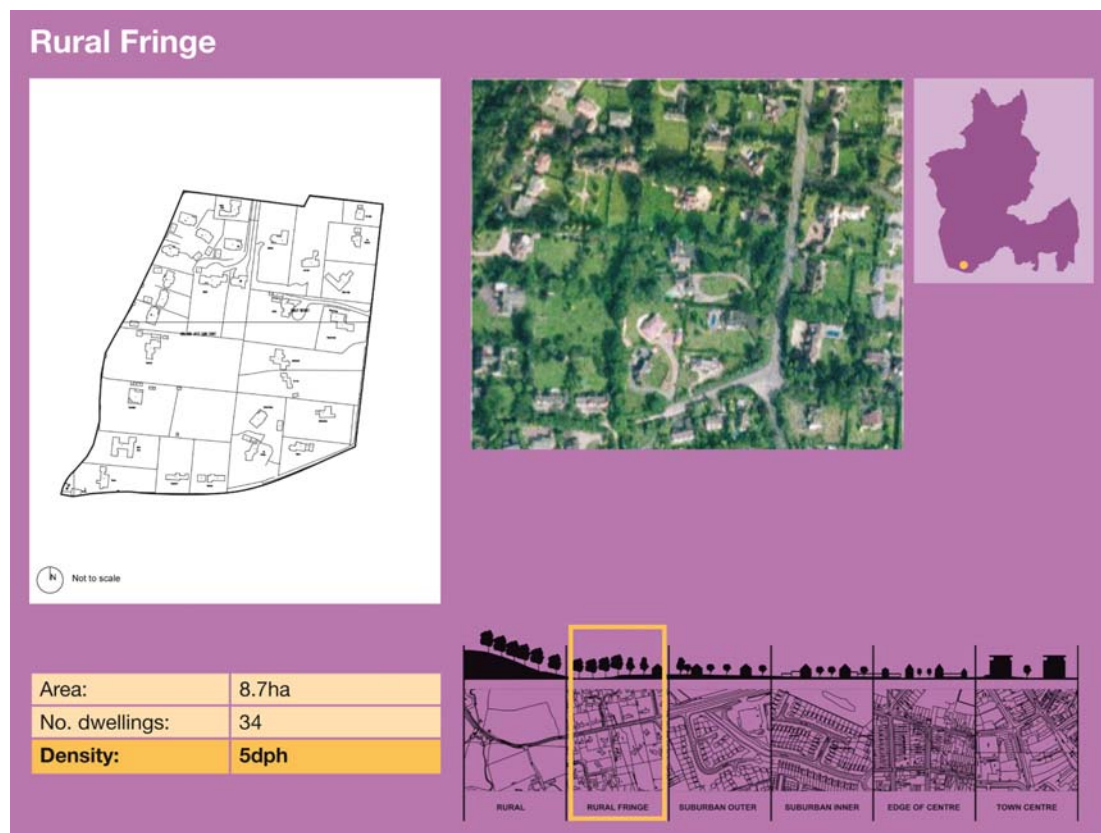 Rural Fringe
N
Not to scale
Area: 8.7ha
No. dwellings: 34
Density: 5dph
RURAL
RURAL FRINGE
SUBURBAN OUTER
SUBURBAN INNER
EDGE OF CENTRE
TOWN CENTRE